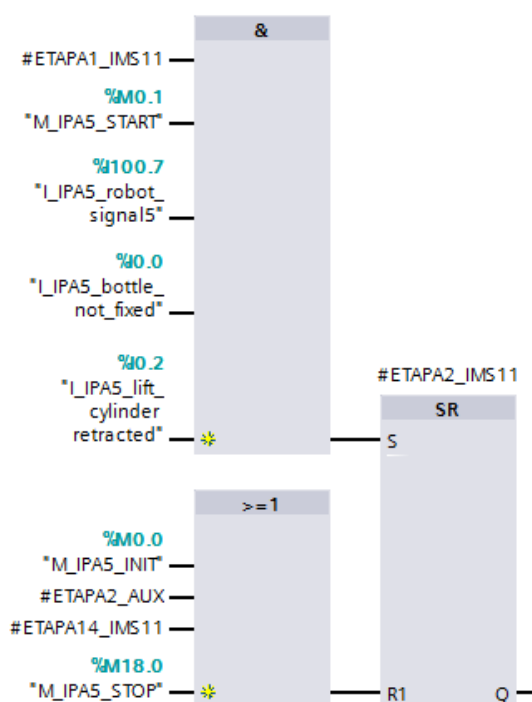 &
#ETAPA1_IMS11
%M0.1
"M_IPA5_START"
%I100.7
"I_IPA5_robot_
signal5"
%I0.0
"I_IPA5_bottle_
not_fixed"
%I0.2
"I_IPA5_lift_
cylinder
retracted"
#ETAPA2_IMS11
SR
S
>=1
%M0.0
"M_IPA5_INIT"
#ETAPA2_AUX
#ETAPA14_IMS11
%M18.0
"M_IPA5_STOP"
R1
Q